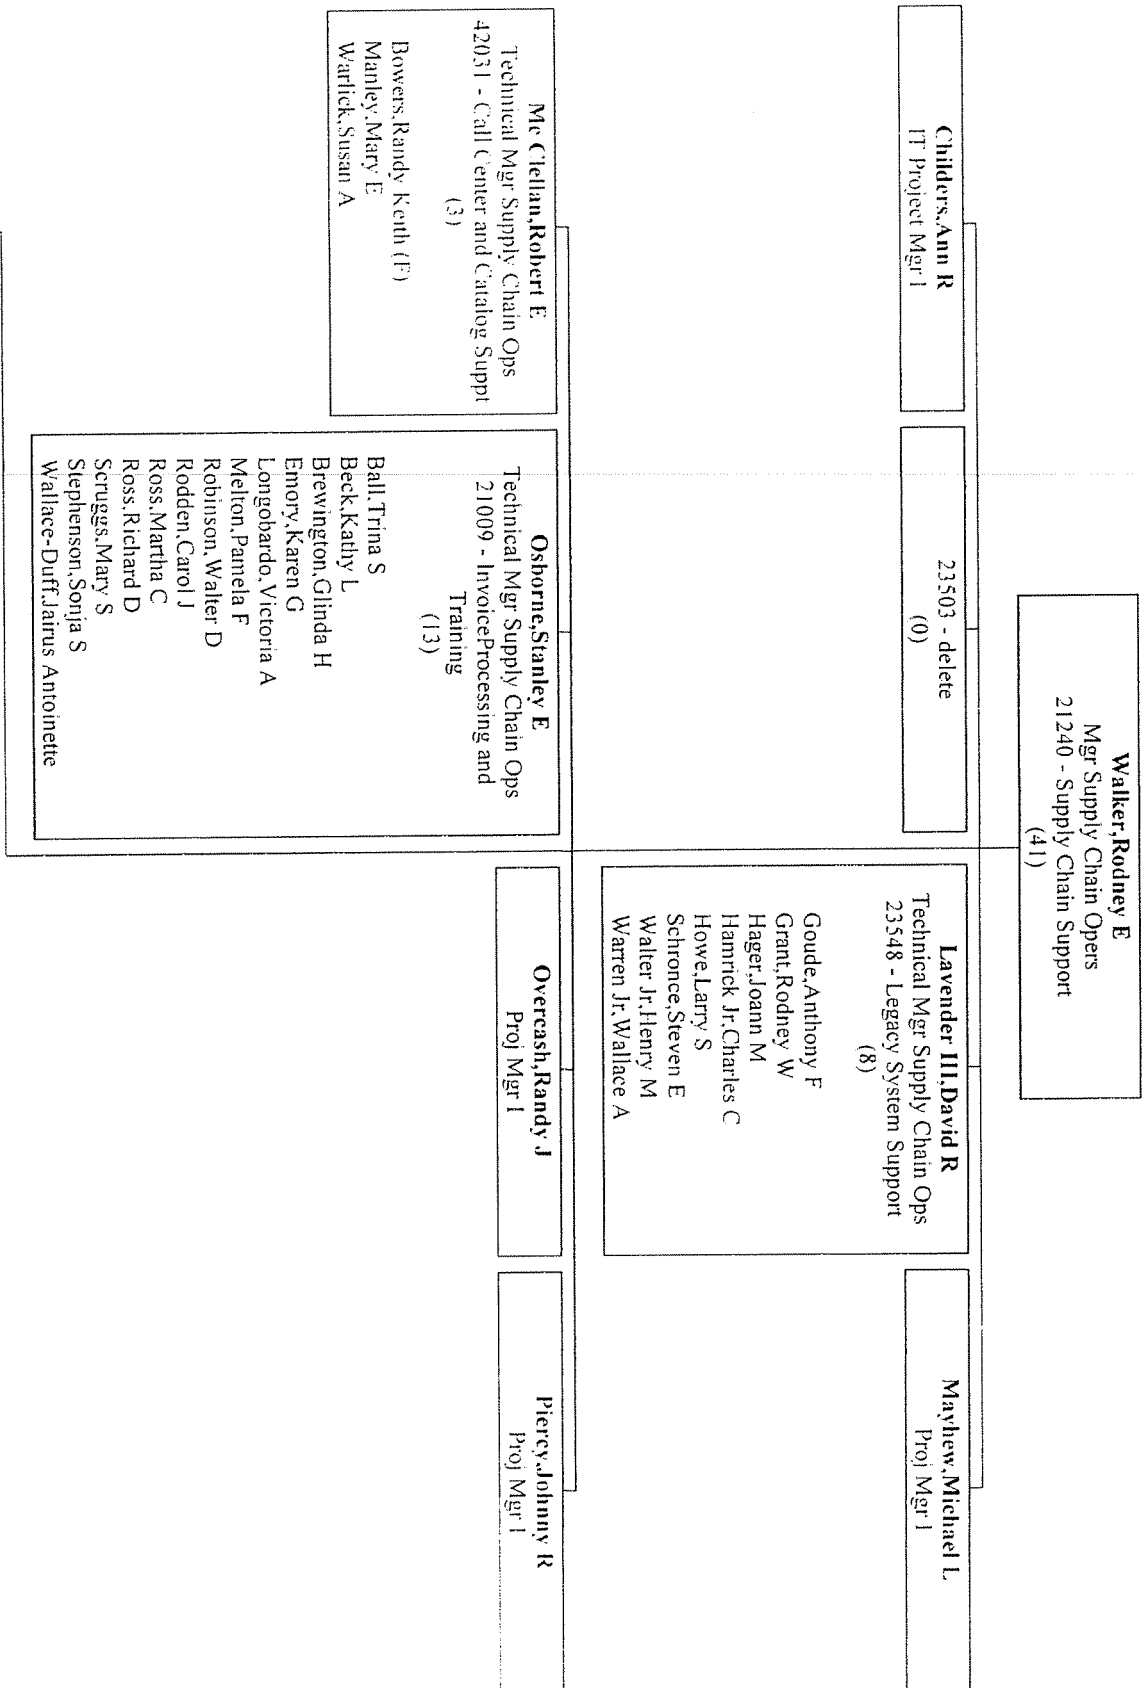 Walker,Rodney E
Mgr Supply Chain Opers
21240 - Supply Chain Support
(41)
Childers,Ann R
IT Project Mgr I
23503 - delete
(0)
Lavender III,David R
Technical Mgr Supply Chain Ops
23548 - Legacy System Support
(8)
Goude,Anthony F
Grant,Rodney W
Hager,Joann M
Hamrick Jr,Charles C
Howe,Larry S
Schronce,Steven E
Walter Jr,Henry M
Warren Jr,Wallace A
Mayhew,Michael L
Proj Mgr I
Mc Clellan,Robert E
Technical Mgr Supply Chain Ops
42031 - Call Center and Catalog Suppt
(3)
Bowers,Randy Keith (F)
Manley,Mary E
Warlick,Susan A
Osborne,Stanley E
Technical Mgr Supply Chain Ops
21009 - InvoiceProcessing and
Training
(13)
Ball,Trina S
Beck,Kathy L
Brewington,Glinda H
Emory,Karen G
Longobardo,Victoria A
Melton,Pamela F
Robinson,Walter D
Rodden,Carol J
Ross,Martha C
Ross,Richard D
Scruggs,Mary S
Stephenson,Sonja S
Wallace-Duff,Jairus Antoinette
Overcash,Randy J
Proj Mgr I
Piercy,Johnny R
Proj Mgr I